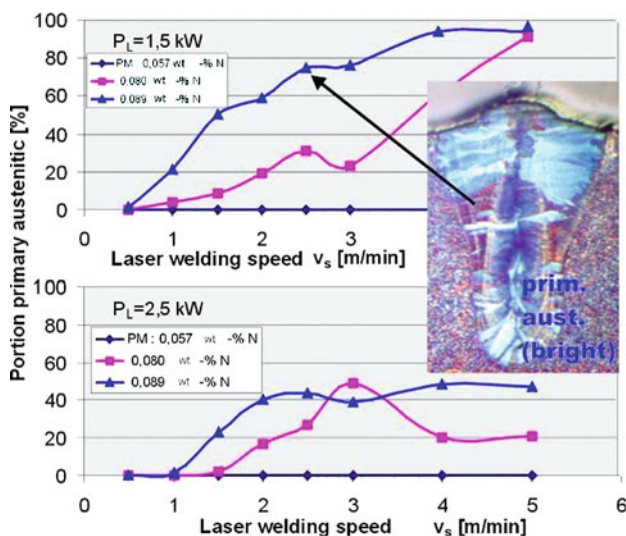 Portion primary austenitic [%]
100
80
60
40
20
0
P_L=1,5 kW
PM : 0,057 wt -% N
0,080 wt -% N
0,089 wt -% N
0 1 2 3
Laser welding speed v_s [m/min]
prim.
aust.
(bright)
100
80
60
40
20
0
P_L=2,5 kW
PM : 0,057 wt -% N
0,080 wt -% N
0,089 wt -% N
0 1 2 3 4 5 6
Laser welding speed v_s [m/min]